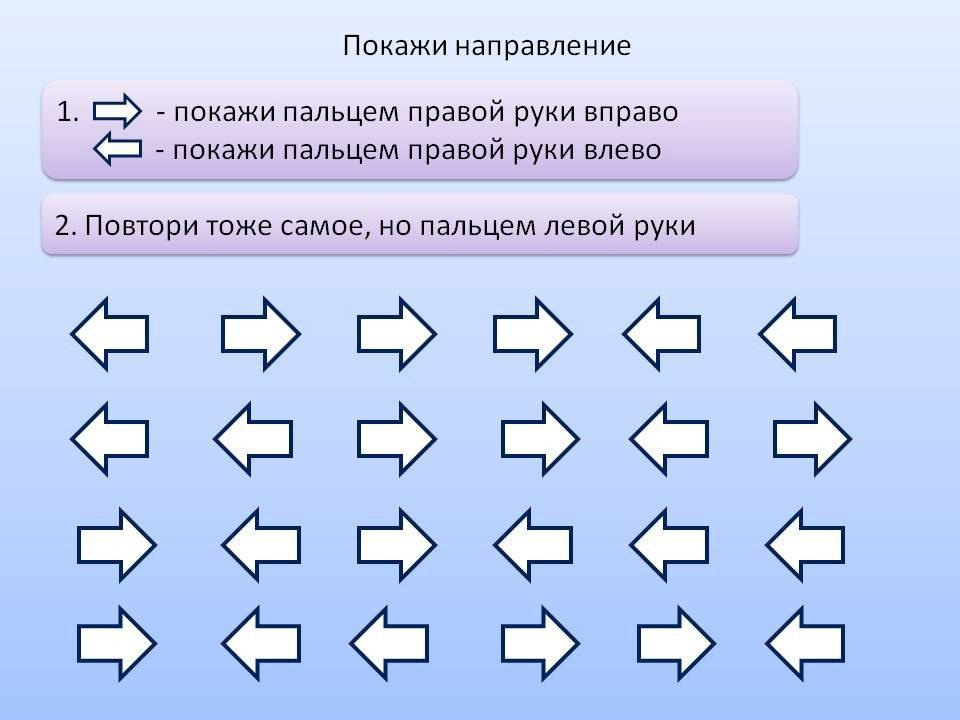 Покажи направление
1. - покажи пальцем правой руки вправо
- покажи пальцем правой руки влево
2. Повтори тоже самое, но пальцем левой руки